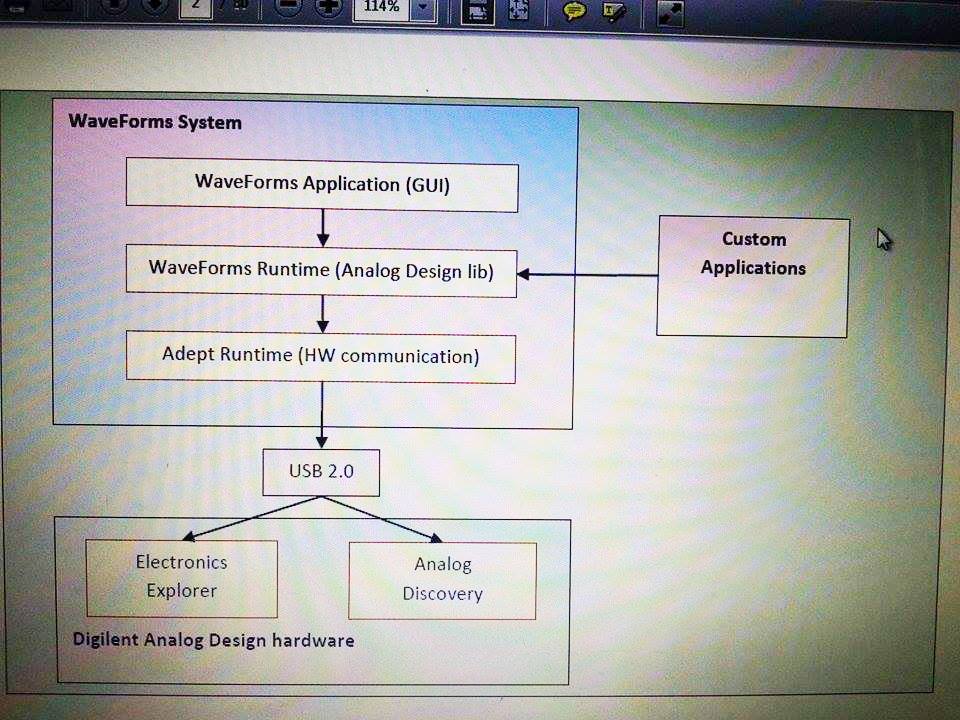 2
114%
WaveForms System
WaveForms Application (GUI)
WaveForms Runtime (Analog Design lib)
Custom
Applications
Adept Runtime (HW communication)
USB 2.0
Electronics
Explorer
Analog
Discovery
Digilent Analog Design hardware